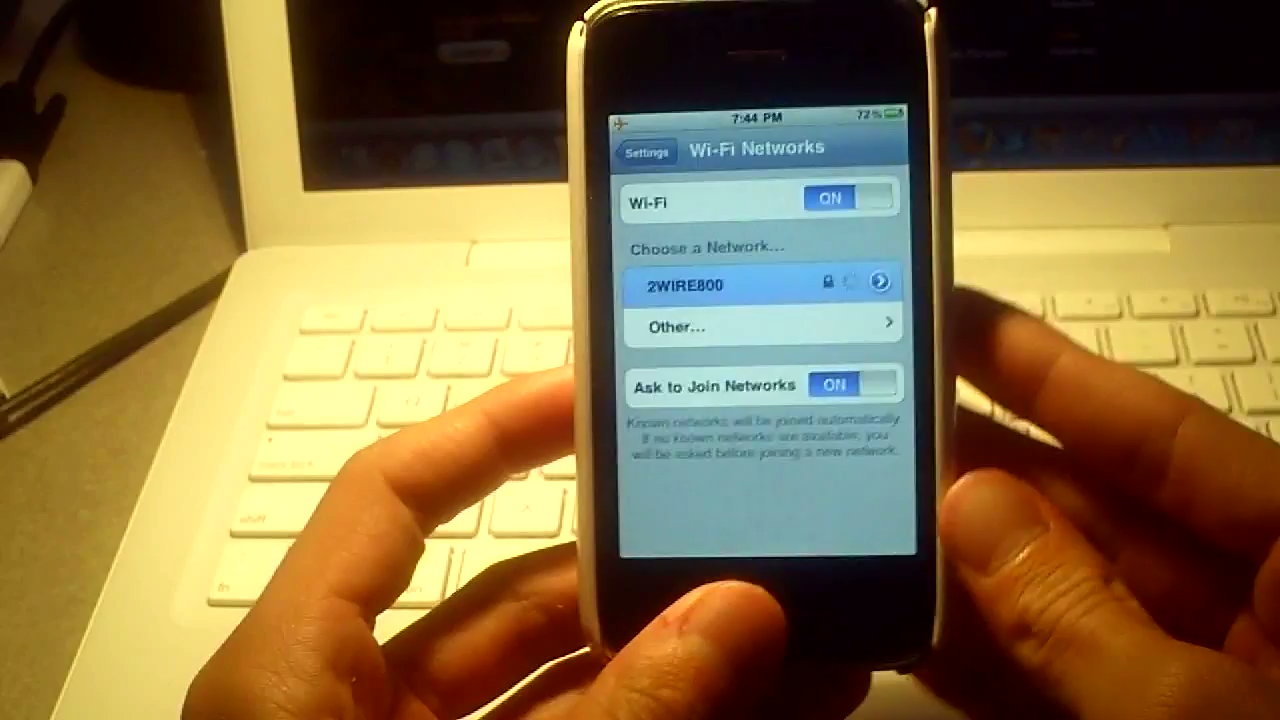 7:44 PM 72%
Settings Wi-Fi Networks
Wi-Fi ON
Choose a Network...
2WIRE800
Other...
Ask to Join Networks ON
Known networks will be joined automatically.
If no known networks are available, you
will be asked before joining a new network.
shift
fn